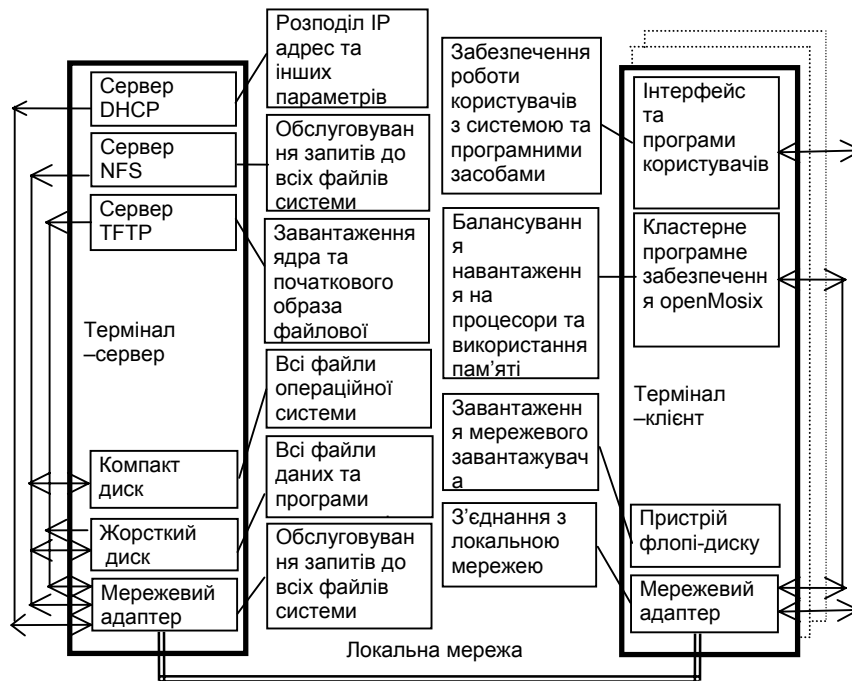 Сервер
DHCP
Сервер
NFS
Сервер
TFTP
Термінал
–сервер
Компакт
диск
Жорсткий
диск
Мережевий
адаптер
Розподіл IP
адрес та
інших
параметрів
Обслуговуван
ня запитів до
всіх файлів
системи
Завантаження
ядра та
початкового
образа
файлової
Всі файли
операційної
системи
Всі файли
даних та
програми
Обслуговуван
ня запитів до
всіх файлів
системи
Забезпечення
роботи
користувачів
з системою та
програмними
засобами
Балансуванн
я
навантаженн
я на
процесори та
використання
пам’яті
Завантаженн
я мережевого
завантажувач
а
З’єднання з
локальною
мережею
Інтерфейс
та
програми
користувачів
Кластерне
програмне
забезпеченн
я openMosix
Термінал
–клієнт
Пристрій
флопі-диску
Мережевий
адаптер
Локальна мережа